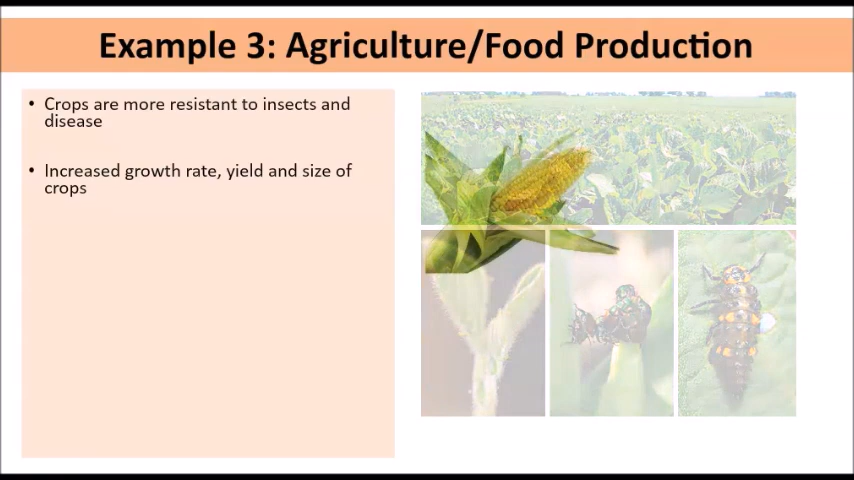 Example 3: Agriculture/Food Production
• Crops are more resistant to insects and
disease
• Increased growth rate, yield and size of
crops